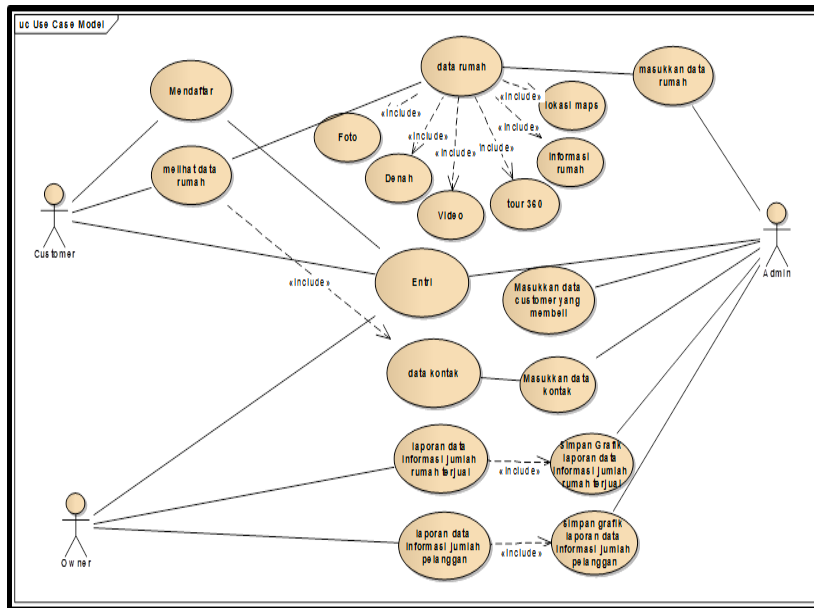 uc Use Case Model
data rumah
masukkan data
rumah
Mendaftar
«Include»
lokasi maps
«Include»
Foto
«Include»
«Include»
«Include»
Include»
Informasi
rumah
melihat data
rumah
Denah
tour 360
Video
Customer
Admin
«Include»
Entri
Masukkan data
customer yang
membeli
data kontak
Masukkan data
kontak
laporan data
Informasi jumlah
rumah terjual
«Include»
Simpan Grafik
laporan data
Informasi jumlah
rumah terjual
Owner
laporan data
Informasi jumlah
pelanggan
«Include»
simpan grafik
laporan data
Informasi jumlah
pelanggan